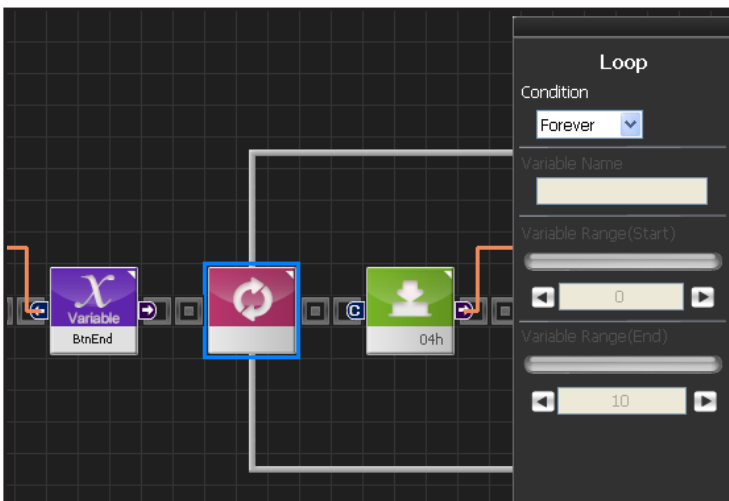 Loop
Condition
Forever
Variable Name
Variable Range(Start)
0
Variable Range(End)
10
X
Variable
BtnEnd
C
04h